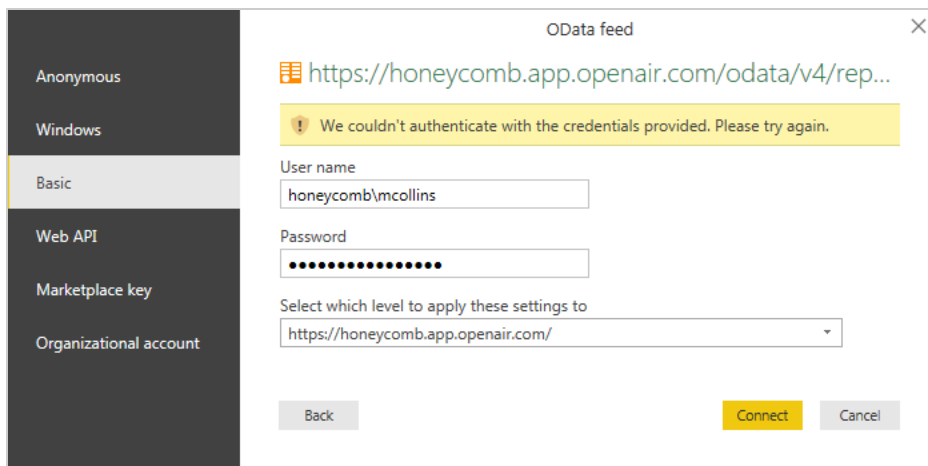 OData feed
Anonymous
Windows
Basic
Web API
Marketplace key
Organizational account
https://honeycomb.app.openair.com/odata/v4/rep...
We couldn't authenticate with the credentials provided. Please try again.
User name
honeycomb\mcollins
Password
••••••••••••••••
Select which level to apply these settings to
https://honeycomb.app.openair.com/
Back
Connect
Cancel